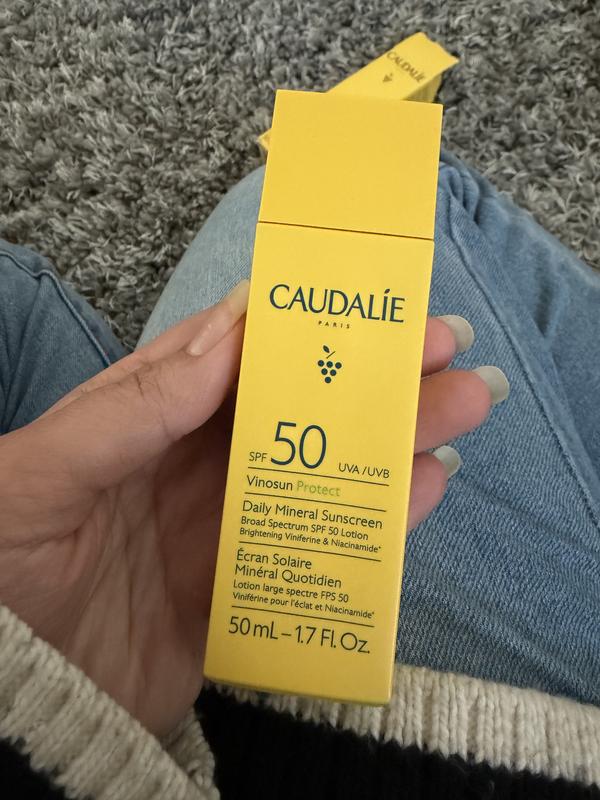 CAUDALÍE
CAUDALÍE
PARIS
SPF 50 UVA/UVB
Vinosun Protect
Daily Mineral Sunscreen
Broad Spectrum SPF 50 Lotion
Brightening Viniferine & Niacinamide*
Écran Solaire
Minéral Quotidien
Lotion large spectre FPS 50
Viniférine pour l'éclat et Niacinamide*
50 mL – 1.7 Fl. Oz.